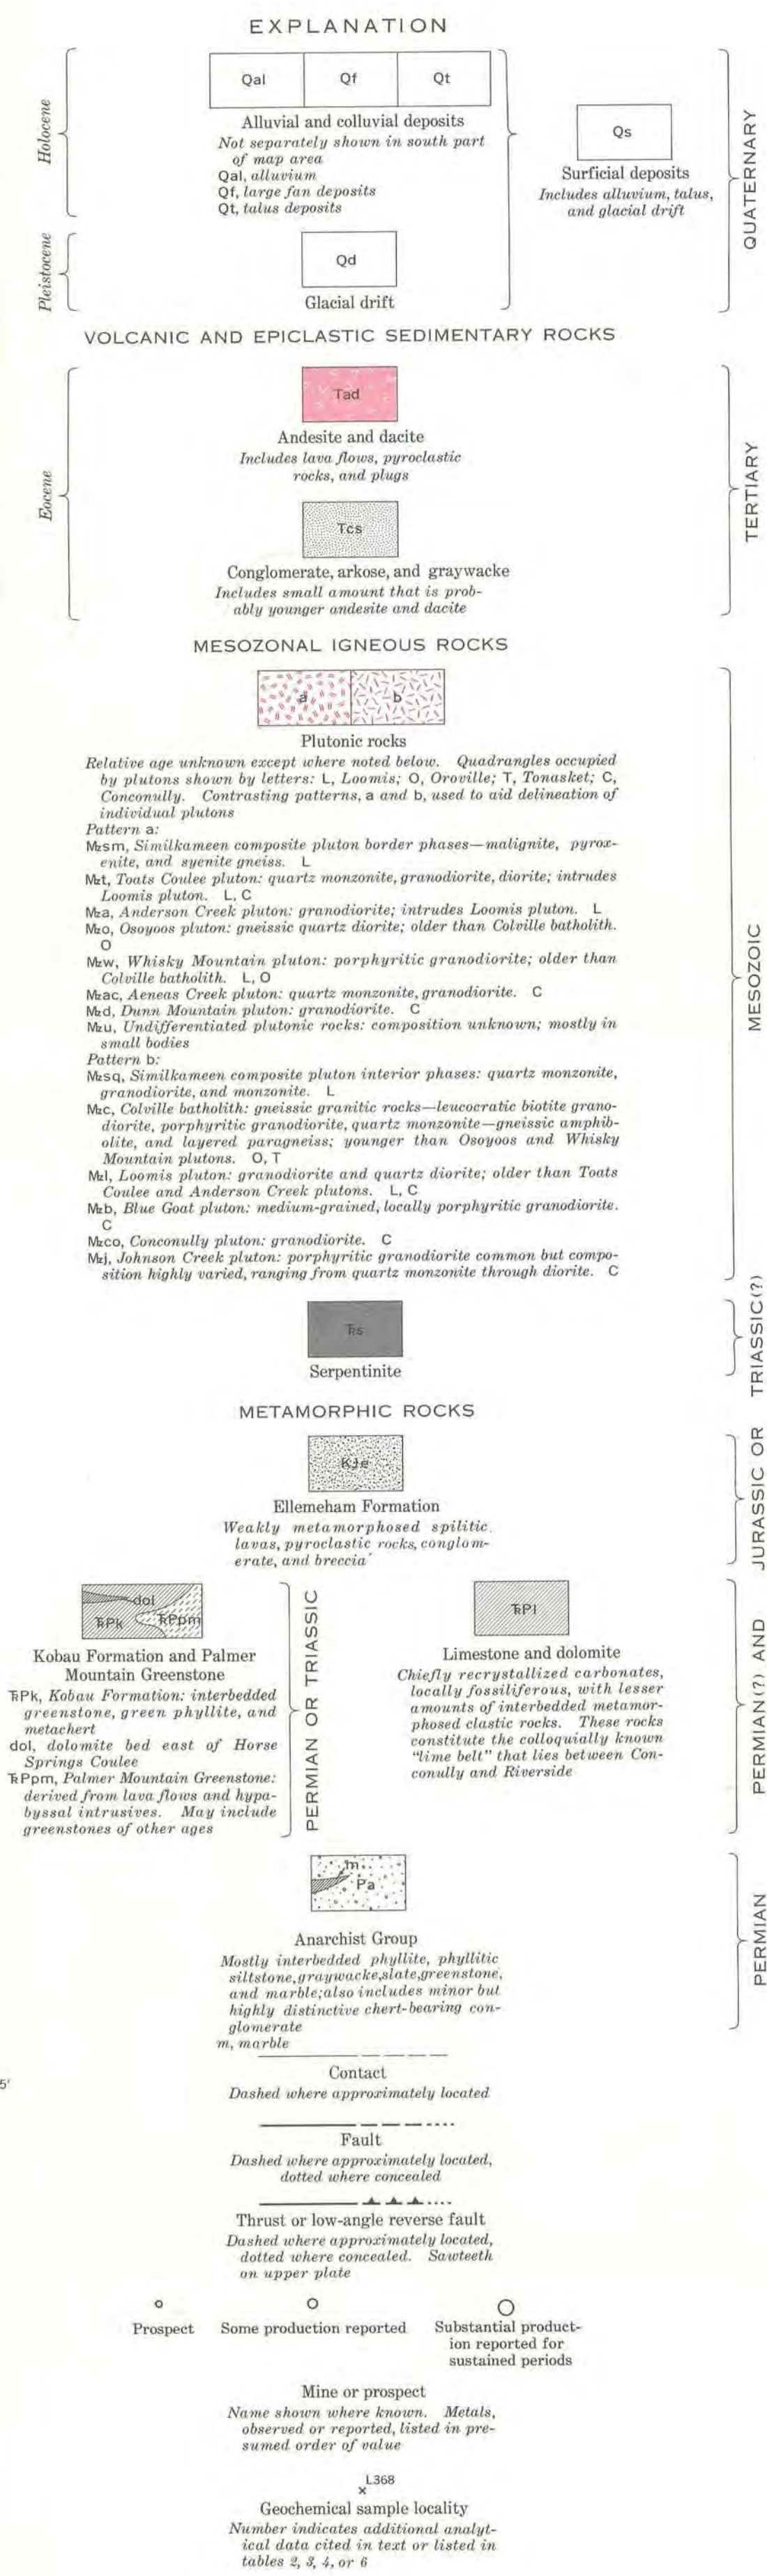 EXPLANATION
Holocene
Qal
Qf
Qt
Alluvial and colluvial deposits
Not separately shown in south part
of map area
Qal, alluvium
Qf, large fan deposits
Qt, talus deposits
Qs
Surficial deposits
Includes alluvium, talus,
and glacial drift
QUATERNARY
Pleistocene
Qd
Glacial drift
VOLCANIC AND EPICLASTIC SEDIMENTARY ROCKS
Eocene
Tad
Andesite and dacite
Includes lava flows, pyroclastic
rocks, and plugs
TERTIARY
Tcs
Conglomerate, arkose, and graywacke
Includes small amount that is prob-
ably younger andesite and dacite
MESOZONAL IGNEOUS ROCKS
a
b
Plutonic rocks
Relative age unknown except where noted below. Quadrangles occupied
by plutons shown by letters: L, Loomis; O, Oroville; T, Tonasket; C,
Conconully. Contrasting patterns, a and b, used to aid delineation of
individual plutons
Pattern a:
Mzsm, Similkameen composite pluton border phases—malignite, pyrox-
enite, and syenite gneiss. L
Mzt, Toats Coulee pluton: quartz monzonite, granodiorite, diorite; intrudes
Loomis pluton. L, C
Mza, Anderson Creek pluton: granodiorite; intrudes Loomis pluton. L
Mzo, Osoyoos pluton: gneissic quartz diorite; older than Colville batholith.
O
Mzw, Whisky Mountain pluton: porphyritic granodiorite; older than
Colville batholith. L, O
Mzac, Aeneas Creek pluton: quartz monzonite, granodiorite. C
Mzd, Dunn Mountain pluton: granodiorite. C
Mzu, Undifferentiated plutonic rocks: composition unknown; mostly in
small bodies
Pattern b:
Mzsq, Similkameen composite pluton interior phases: quartz monzonite,
granodiorite, and monzonite. L
Mzc, Colville batholith: gneissic granitic rocks—leucocratic biotite grano-
diorite, porphyritic granodiorite, quartz monzonite—gneissic amphib-
olite, and layered paragneiss; younger than Osoyoos and Whisky
Mountain plutons. O, T
Mzl, Loomis pluton: granodiorite and quartz diorite; older than Toats
Coulee and Anderson Creek plutons. L, C
Mzb, Blue Goat pluton: medium-grained, locally porphyritic granodiorite.
C
Mzco, Conconully pluton: granodiorite. C
Mzj, Johnson Creek pluton: porphyritic granodiorite common but compo-
sition highly varied, ranging from quartz monzonite through diorite. C
MESOZOIC
Ꞡs
Serpentinite
TRIASSIC(?)
METAMORPHIC ROCKS
KJe
Ellemeham Formation
Weakly metamorphosed spilitic
lavas, pyroclastic rocks, conglom-
erate, and breccia
JURASSIC OR
dol
TRPk
TRPpm
Kobau Formation and Palmer
Mountain Greenstone
TRPk, Kobau Formation: interbedded
greenstone, green phyllite, and
metachert
dol, dolomite bed east of Horse
Springs Coulee
TRPpm, Palmer Mountain Greenstone:
derived from lava flows and hypa-
byssal intrusives. May include
greenstones of other ages
PERMIAN OR TRIASSIC
TRPl
Limestone and dolomite
Chiefly recrystallized carbonates,
locally fossiliferous, with lesser
amounts of interbedded metamor-
phosed clastic rocks. These rocks
constitute the colloquially known
"lime belt" that lies between Con-
conully and Riverside
PERMIAN(?) AND
m
Pa
Anarchist Group
Mostly interbedded phyllite, phyllitic
siltstone, graywacke, slate, greenstone,
and marble; also includes minor but
highly distinctive chert-bearing con-
glomerate
m, marble
PERMIAN
Contact
Dashed where approximately located
5'
Fault
Dashed where approximately located,
dotted where concealed
Thrust or low-angle reverse fault
Dashed where approximately located,
dotted where concealed. Sawteeth
on upper plate
Prospect
Some production reported
Substantial product-
ion reported for
sustained periods
Mine or prospect
Name shown where known. Metals,
observed or reported, listed in pre-
sumed order of value
L368
x
Geochemical sample locality
Number indicates additional analyt-
ical data cited in text or listed in
tables 2, 3, 4, or 6